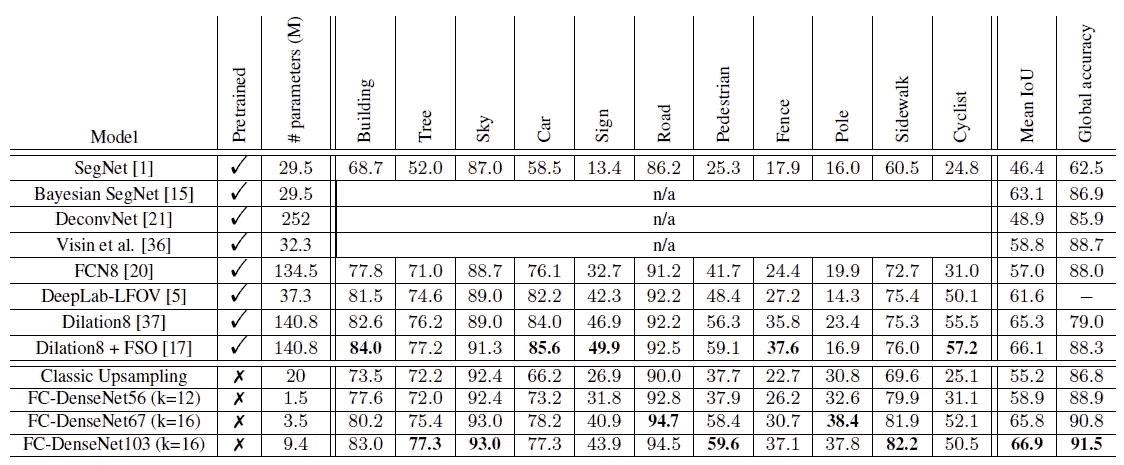 Model Pretrained # parameters (M) Building Tree Sky Car Sign Road Pedestrian Fence Pole Sidewalk Cyclist Mean IoU Global accuracy
SegNet [1] ✓ 29.5 68.7 52.0 87.0 58.5 13.4 86.2 25.3 17.9 16.0 60.5 24.8 46.4 62.5
Bayesian SegNet [15] ✓ 29.5 n/a 63.1 86.9
DeconvNet [21] ✓ 252 n/a 48.9 85.9
Visin et al. [36] ✓ 32.3 n/a 58.8 88.7
FCN8 [20] ✓ 134.5 77.8 71.0 88.7 76.1 32.7 91.2 41.7 24.4 19.9 72.7 31.0 57.0 88.0
DeepLab-LFOV [5] ✓ 37.3 81.5 74.6 89.0 82.2 42.3 92.2 48.4 27.2 14.3 75.4 50.1 61.6 −
Dilation8 [37] ✓ 140.8 82.6 76.2 89.0 84.0 46.9 92.2 56.3 35.8 23.4 75.3 55.5 65.3 79.0
Dilation8 + FSO [17] ✓ 140.8 84.0 77.2 91.3 85.6 49.9 92.5 59.1 37.6 16.9 76.0 57.2 66.1 88.3
Classic Upsampling ✗ 20 73.5 72.2 92.4 66.2 26.9 90.0 37.7 22.7 30.8 69.6 25.1 55.2 86.8
FC-DenseNet56 (k=12) ✗ 1.5 77.6 72.0 92.4 73.2 31.8 92.8 37.9 26.2 32.6 79.9 31.1 58.9 88.9
FC-DenseNet67 (k=16) ✗ 3.5 80.2 75.4 93.0 78.2 40.9 94.7 58.4 30.7 38.4 81.9 52.1 65.8 90.8
FC-DenseNet103 (k=16) ✗ 9.4 83.0 77.3 93.0 77.3 43.9 94.5 59.6 37.1 37.8 82.2 50.5 66.9 91.5